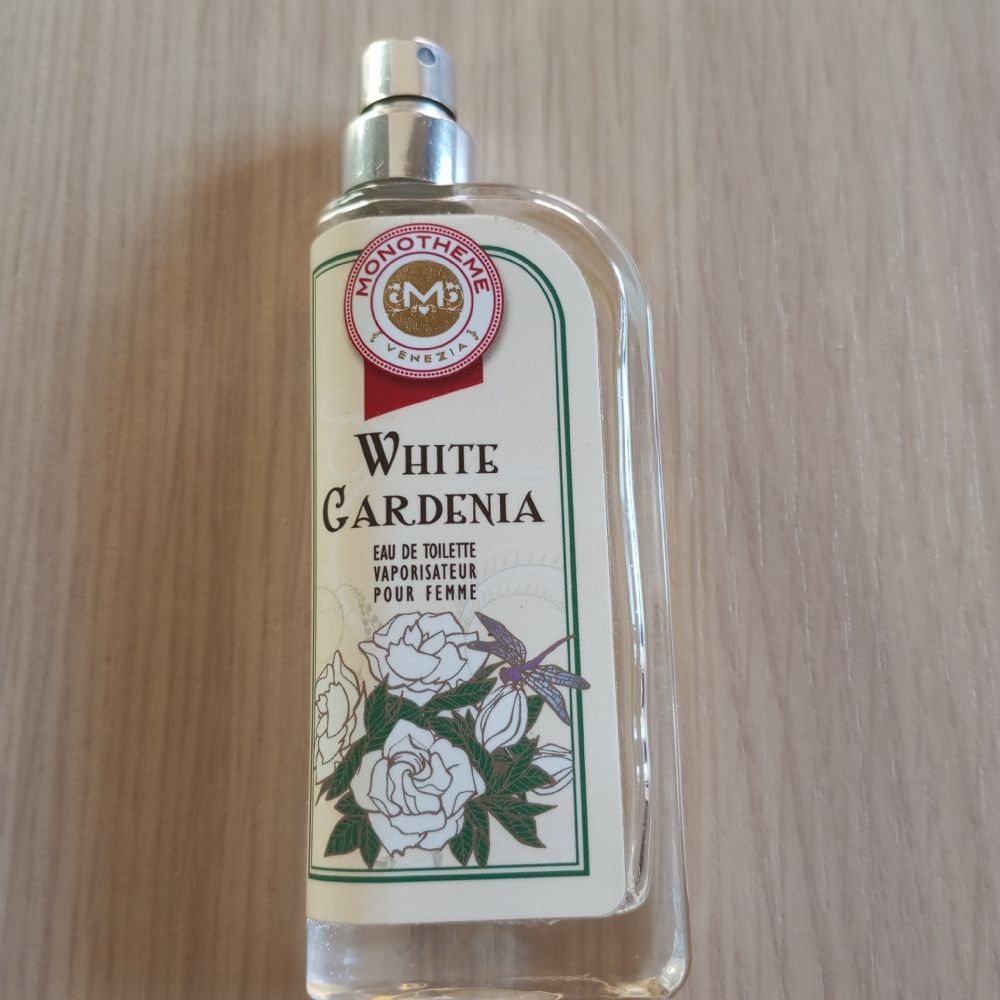 MONOTHEME
M
VENEZIA
WHITE
GARDENIA
EAU DE TOILETTE
VAPORISATEUR
POUR FEMME